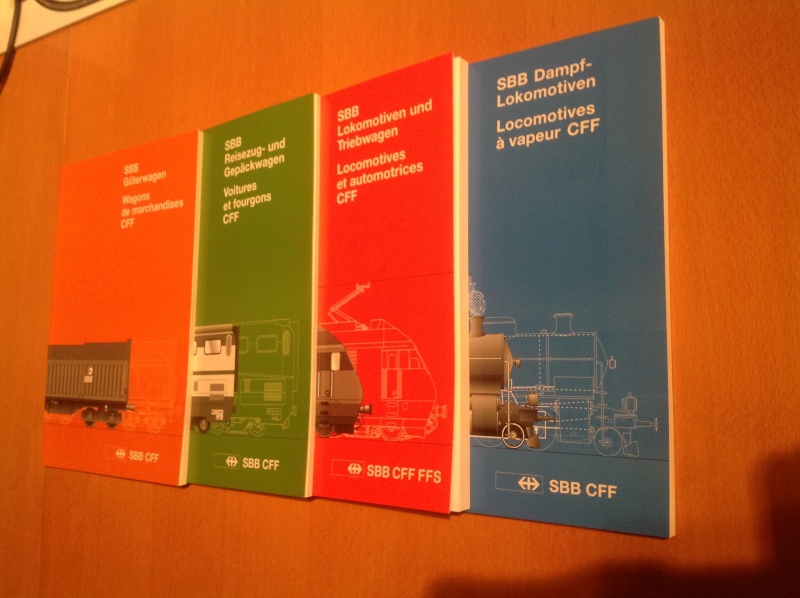 SBB
Güterwagen
Wagons
de marchandises
CFF
SBB CFF
SBB
Reisezug- und
Gepäckwagen
Voitures
et fourgons
CFF
SBB CFF
SBB
Lokomotiven und
Triebwagen
Locomotives
et automotrices
CFF
SBB CFF FFS
SBB Dampf-
Lokomotiven
Locomotives
à vapeur CFF
SBB CFF